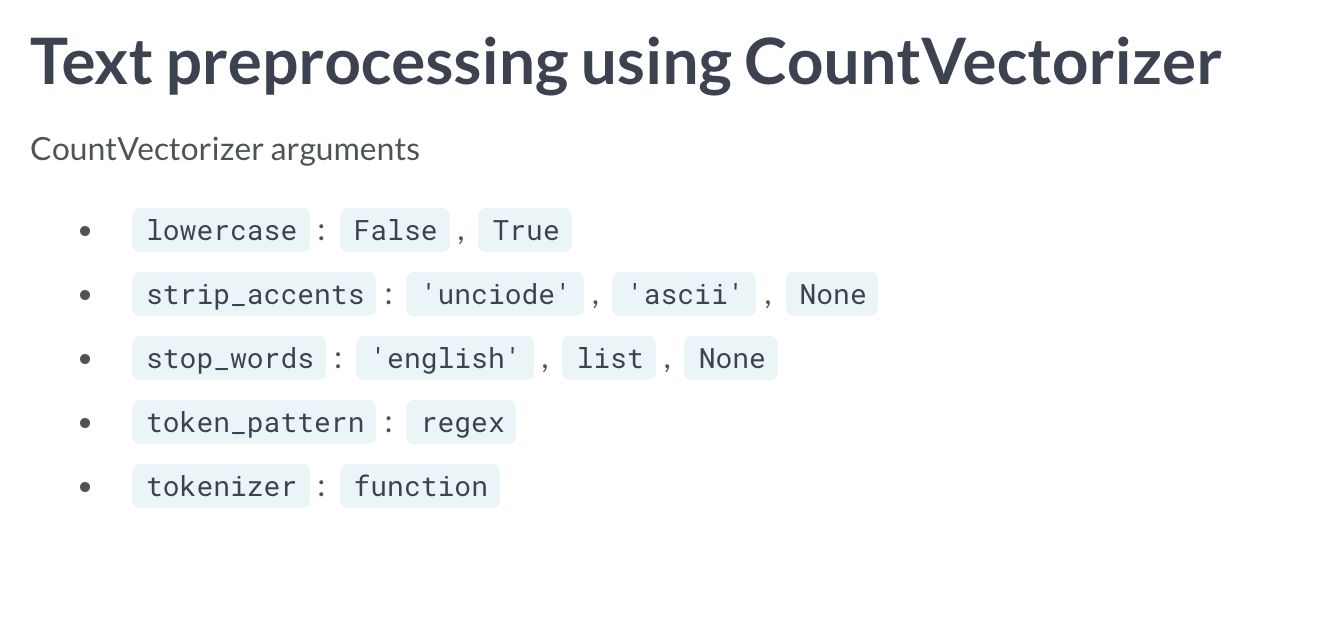 Text preprocessing using CountVectorizer
CountVectorizer arguments
• lowercase : False , True
• strip_accents : 'unciode' , 'ascii' , None
• stop_words : 'english' , list , None
• token_pattern : regex
• tokenizer : function